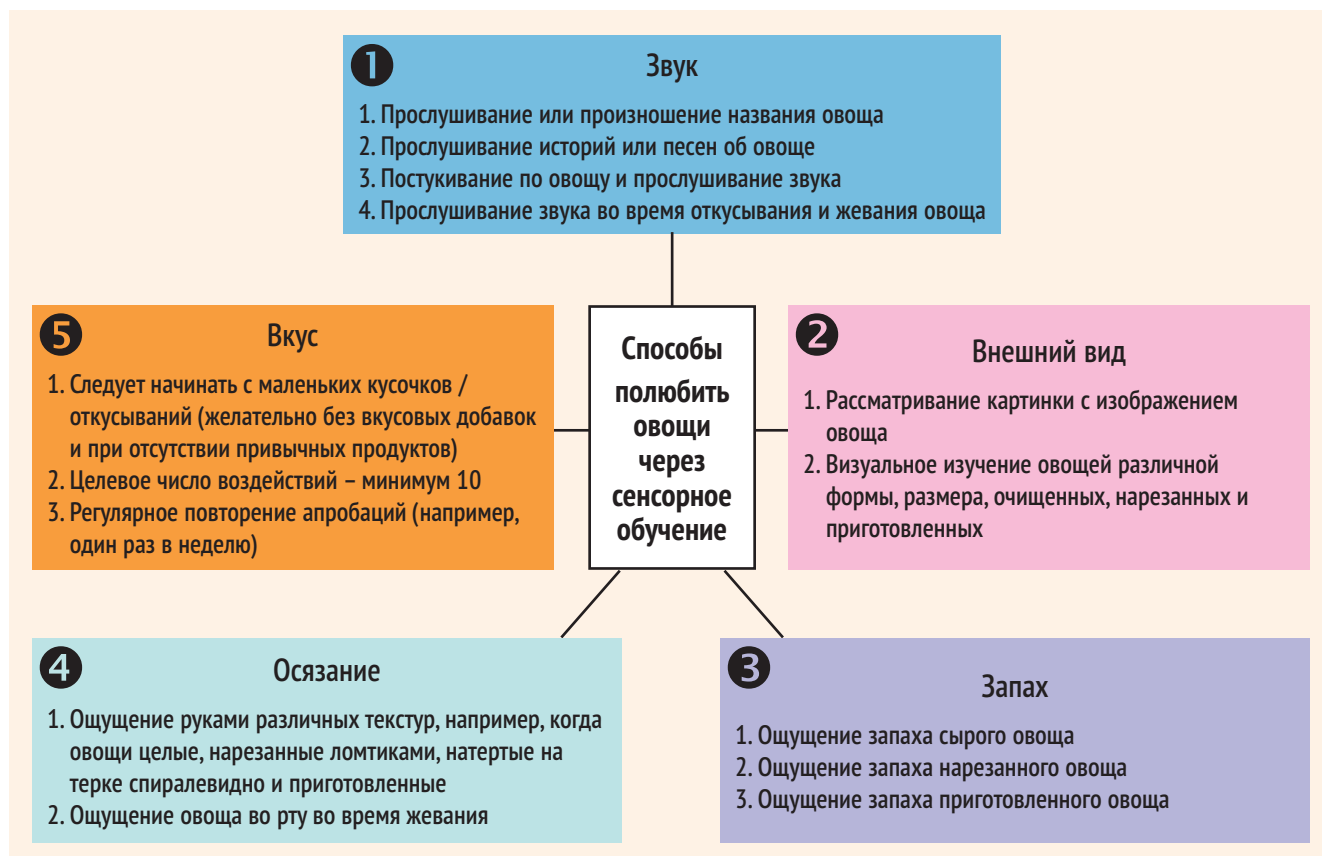 1
Звук
1. Прослушивание или произношение названия овоща
2. Прослушивание историй или песен об овоще
3. Постукивание по овощу и прослушивание звука
4. Прослушивание звука во время откусывания и жевания овоща
Способы
полюбить
овощи
через
сенсорное
обучение
2
Внешний вид
1. Рассматривание картинки с изображением
овоща
2. Визуальное изучение овощей различной
формы, размера, очищенных, нарезанных и
приготовленных
3
Запах
1. Ощущение запаха сырого овоща
2. Ощущение запаха нарезанного овоща
3. Ощущение запаха приготовленного овоща
4
Осязание
1. Ощущение руками различных текстур, например, когда
овощи целые, нарезанные ломтиками, натертые на
терке спиралевидно и приготовленные
2. Ощущение овоща во рту во время жевания
5
Вкус
1. Следует начинать с маленьких кусочков /
откусываний (желательно без вкусовых добавок
и при отсутствии привычных продуктов)
2. Целевое число воздействий – минимум 10
3. Регулярное повторение апробаций (например,
один раз в неделю)